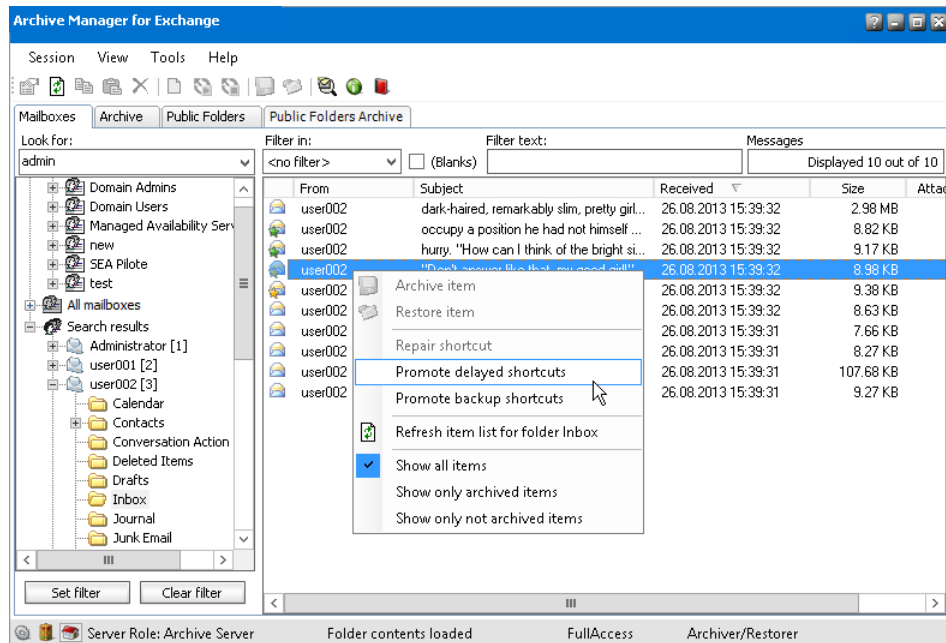 Archive Manager for Exchange
Session View Tools Help
Mailboxes Archive Public Folders Public Folders Archive
Look for: Filter in: Filter text: Messages
admin <no filter> (Blanks) Displayed 10 out of 10
From Subject Received Size Attac
Domain Admins
Domain Users
Managed Availability Serv
new
SEA Pilote
test
All mailboxes
Search results
Administrator [1]
user001 [2]
user002 [3]
Calendar
Contacts
Conversation Action
Deleted Items
Drafts
Inbox
Journal
Junk Email
Set filter Clear filter
user002 dark-haired, remarkably slim, pretty girl... 26.08.2013 15:39:32 2.98 MB
user002 occupy a position he had not himself ... 26.08.2013 15:39:32 8.82 KB
user002 hurry. "How can I think of the bright si... 26.08.2013 15:39:32 9.17 KB
user002 "Don't answer like that, my good girl!" 26.08.2013 15:39:32 8.98 KB
user002 26.08.2013 15:39:32 9.38 KB
user002 26.08.2013 15:39:32 8.63 KB
user002 26.08.2013 15:39:31 7.66 KB
user002 26.08.2013 15:39:31 8.27 KB
user002 26.08.2013 15:39:31 107.68 KB
user002 26.08.2013 15:39:31 9.27 KB
Archive item
Restore item
Repair shortcut
Promote delayed shortcuts
Promote backup shortcuts
Refresh item list for folder Inbox
Show all items
Show only archived items
Show only not archived items
Server Role: Archive Server Folder contents loaded FullAccess Archiver/Restorer